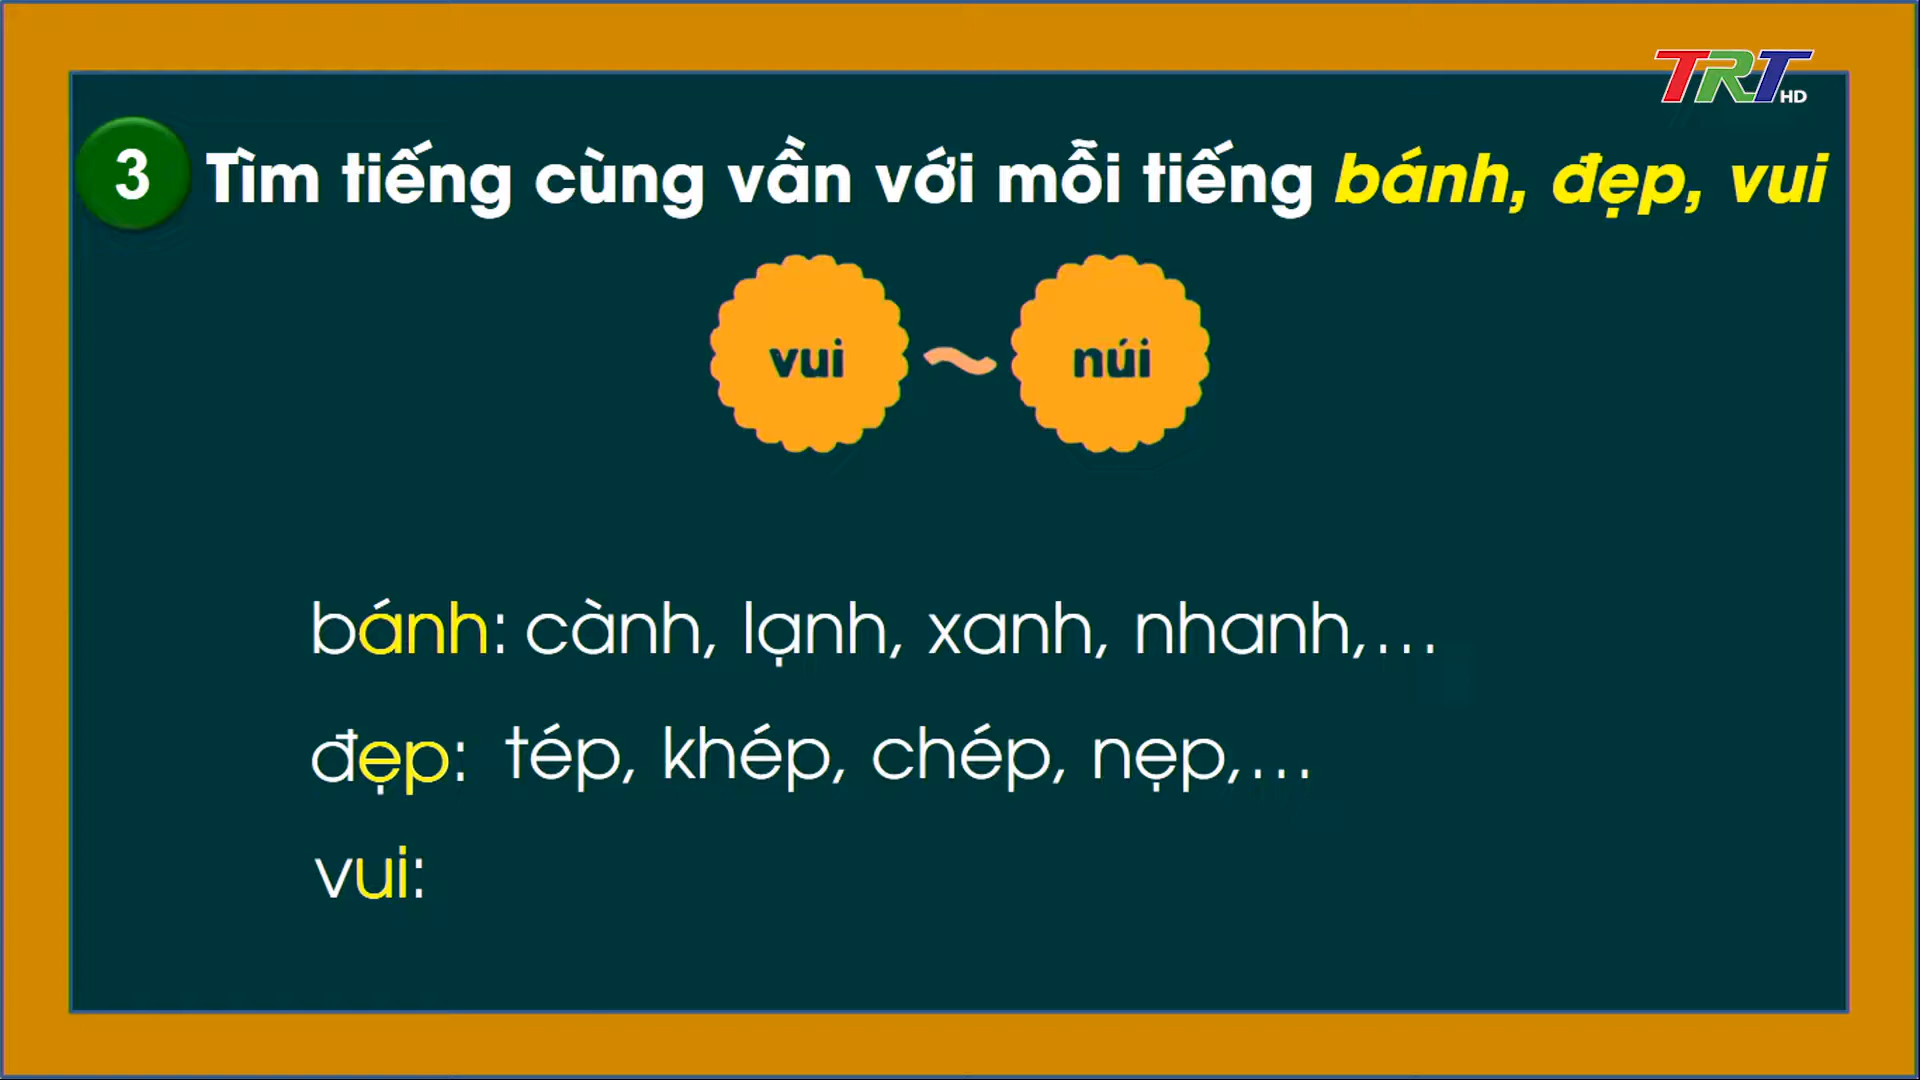 TRT HD
3 Tìm tiếng cùng vần với mỗi tiếng bánh, đẹp, vui
vui ~ núi
bánh: cành, lạnh, xanh, nhanh,...
đẹp: tép, khép, chép, nẹp,...
vui: